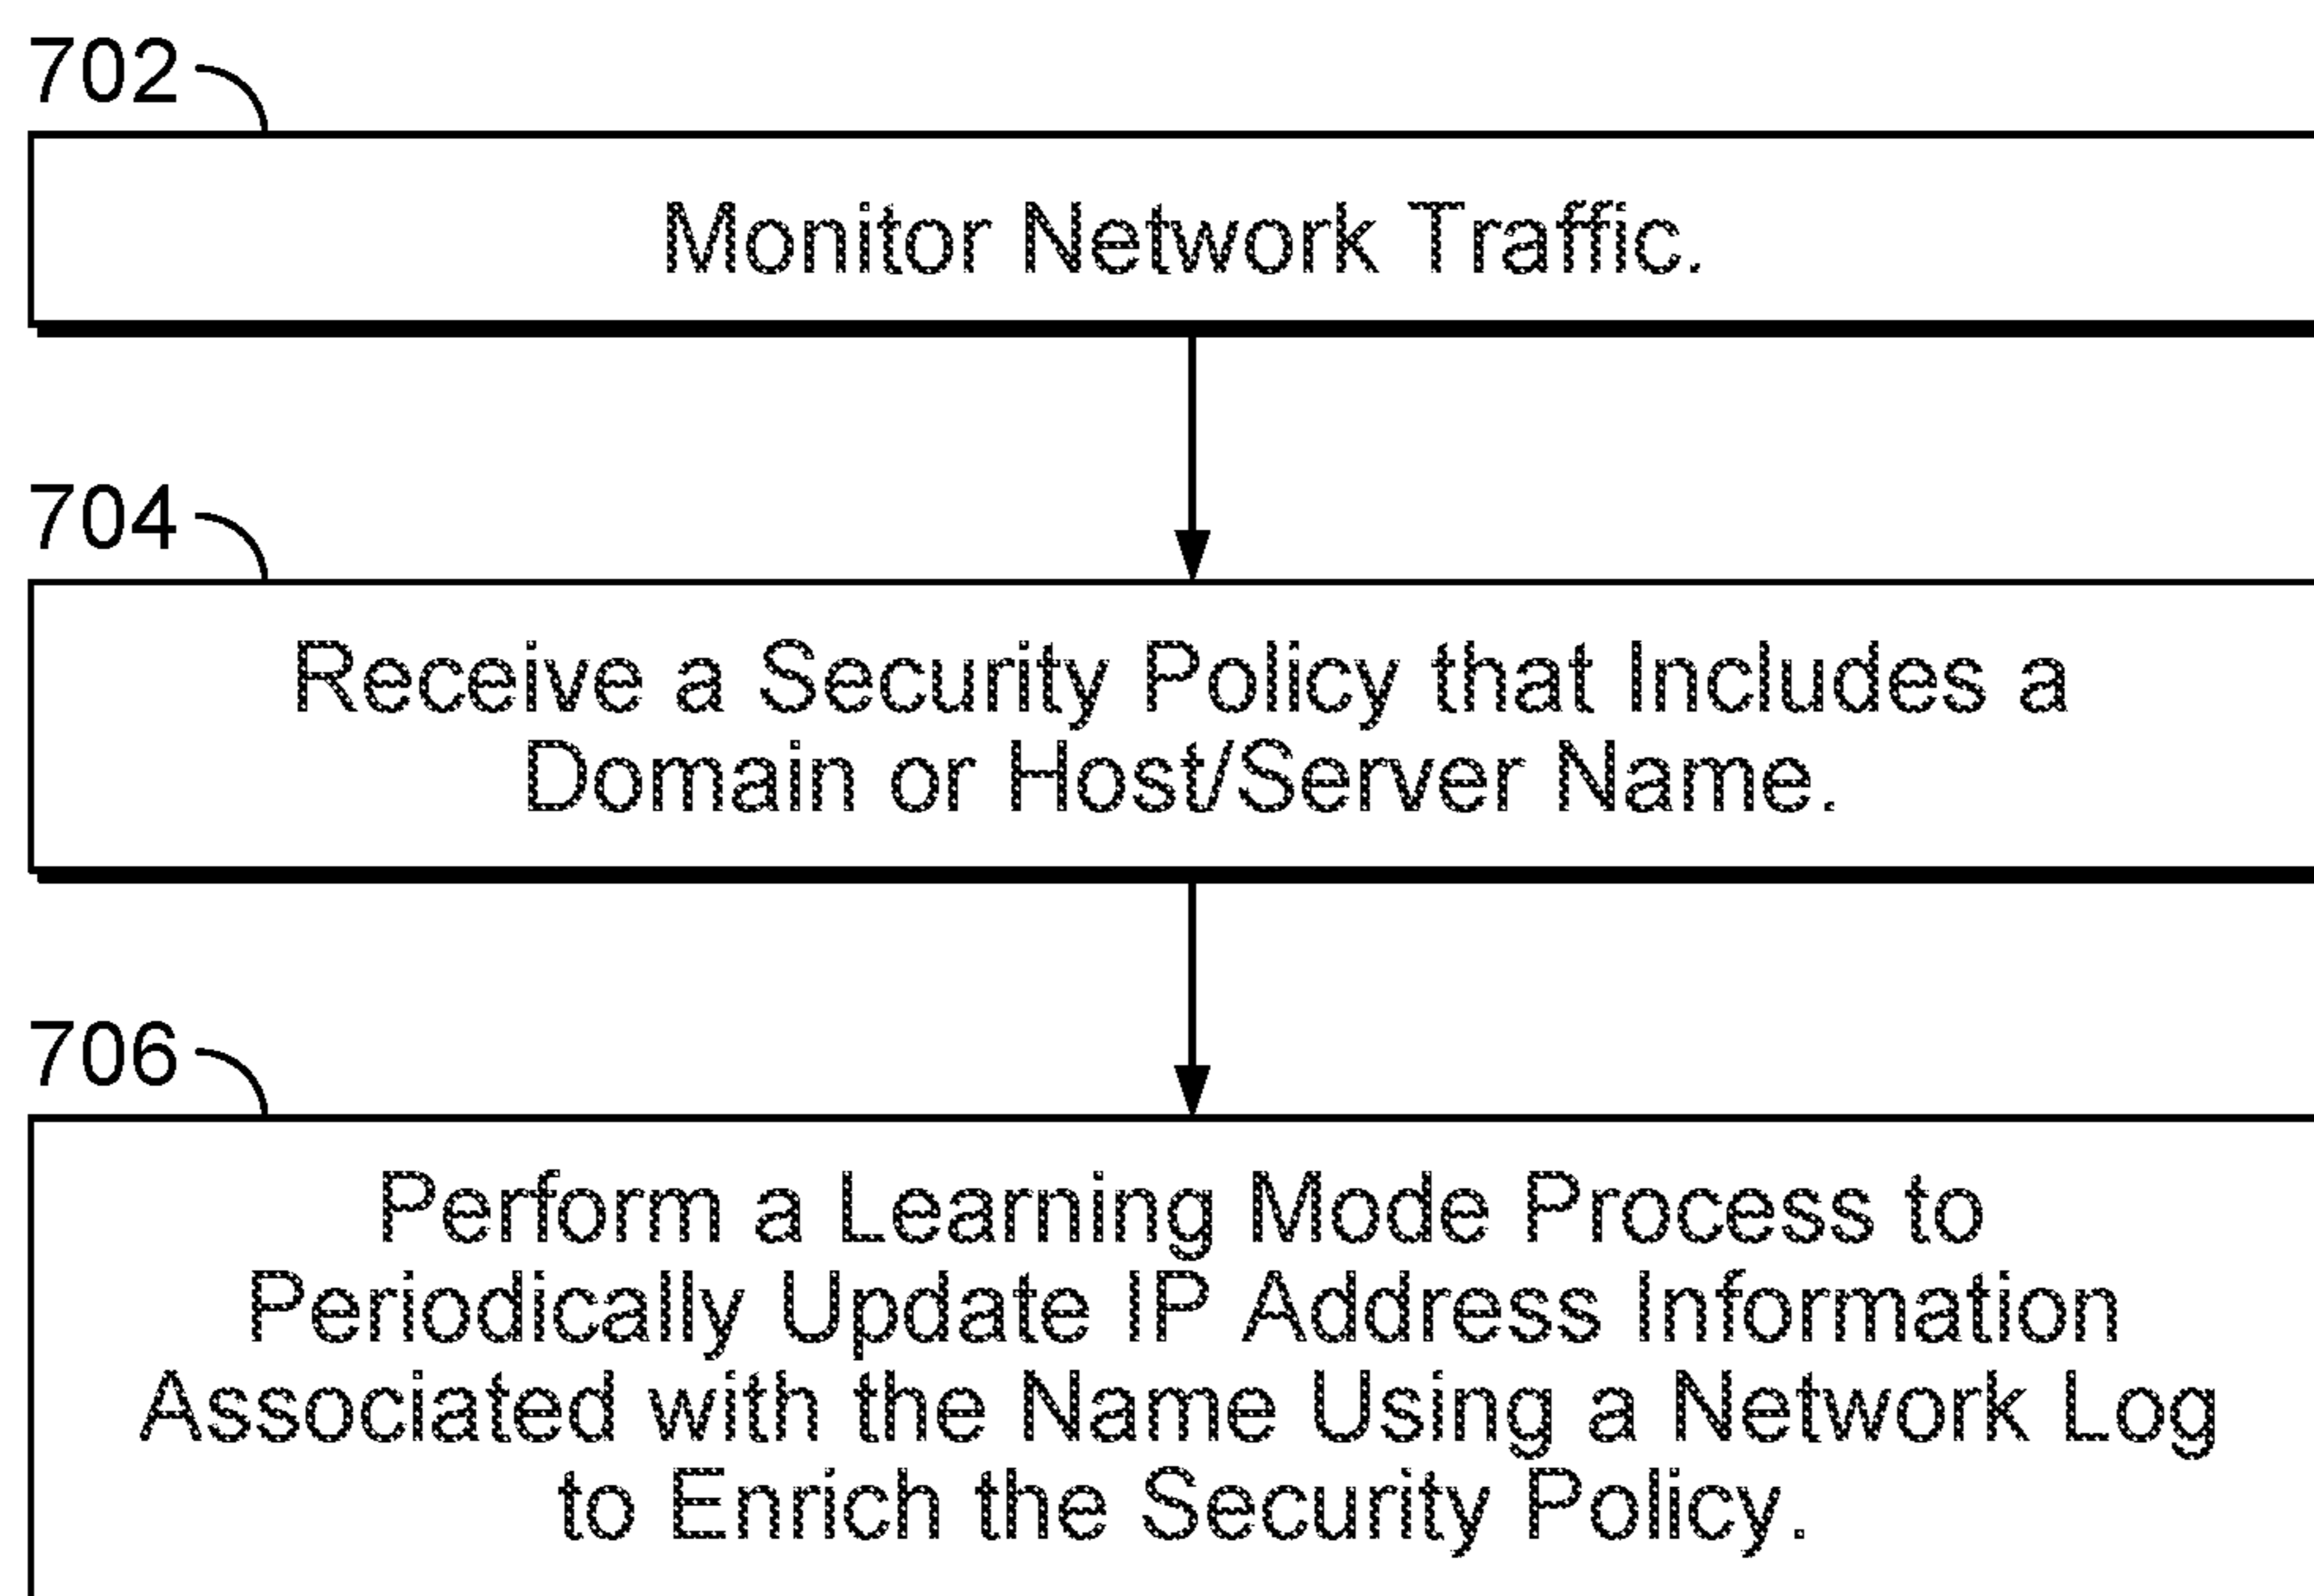 702
Monitor Network Traffic.
704
Receive a Security Policy that Includes a
Domain or Host/Server Name.
706
Perform a Learning Mode Process to
Periodically Update IP Address Information
Associated with the Name Using a Network Log
to Enrich the Security Policy.